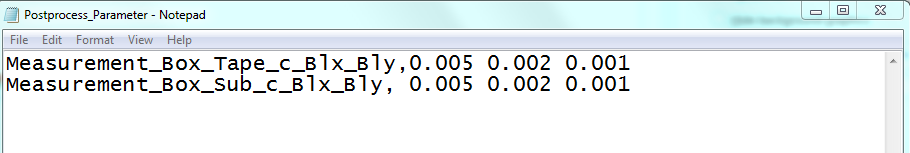 Postprocess_Parameter - Notepad
File Edit Format View Help
Measurement_Box_Tape_c_Blx_Bly,0.005 0.002 0.001
Measurement_Box_Sub_c_Blx_Bly, 0.005 0.002 0.001